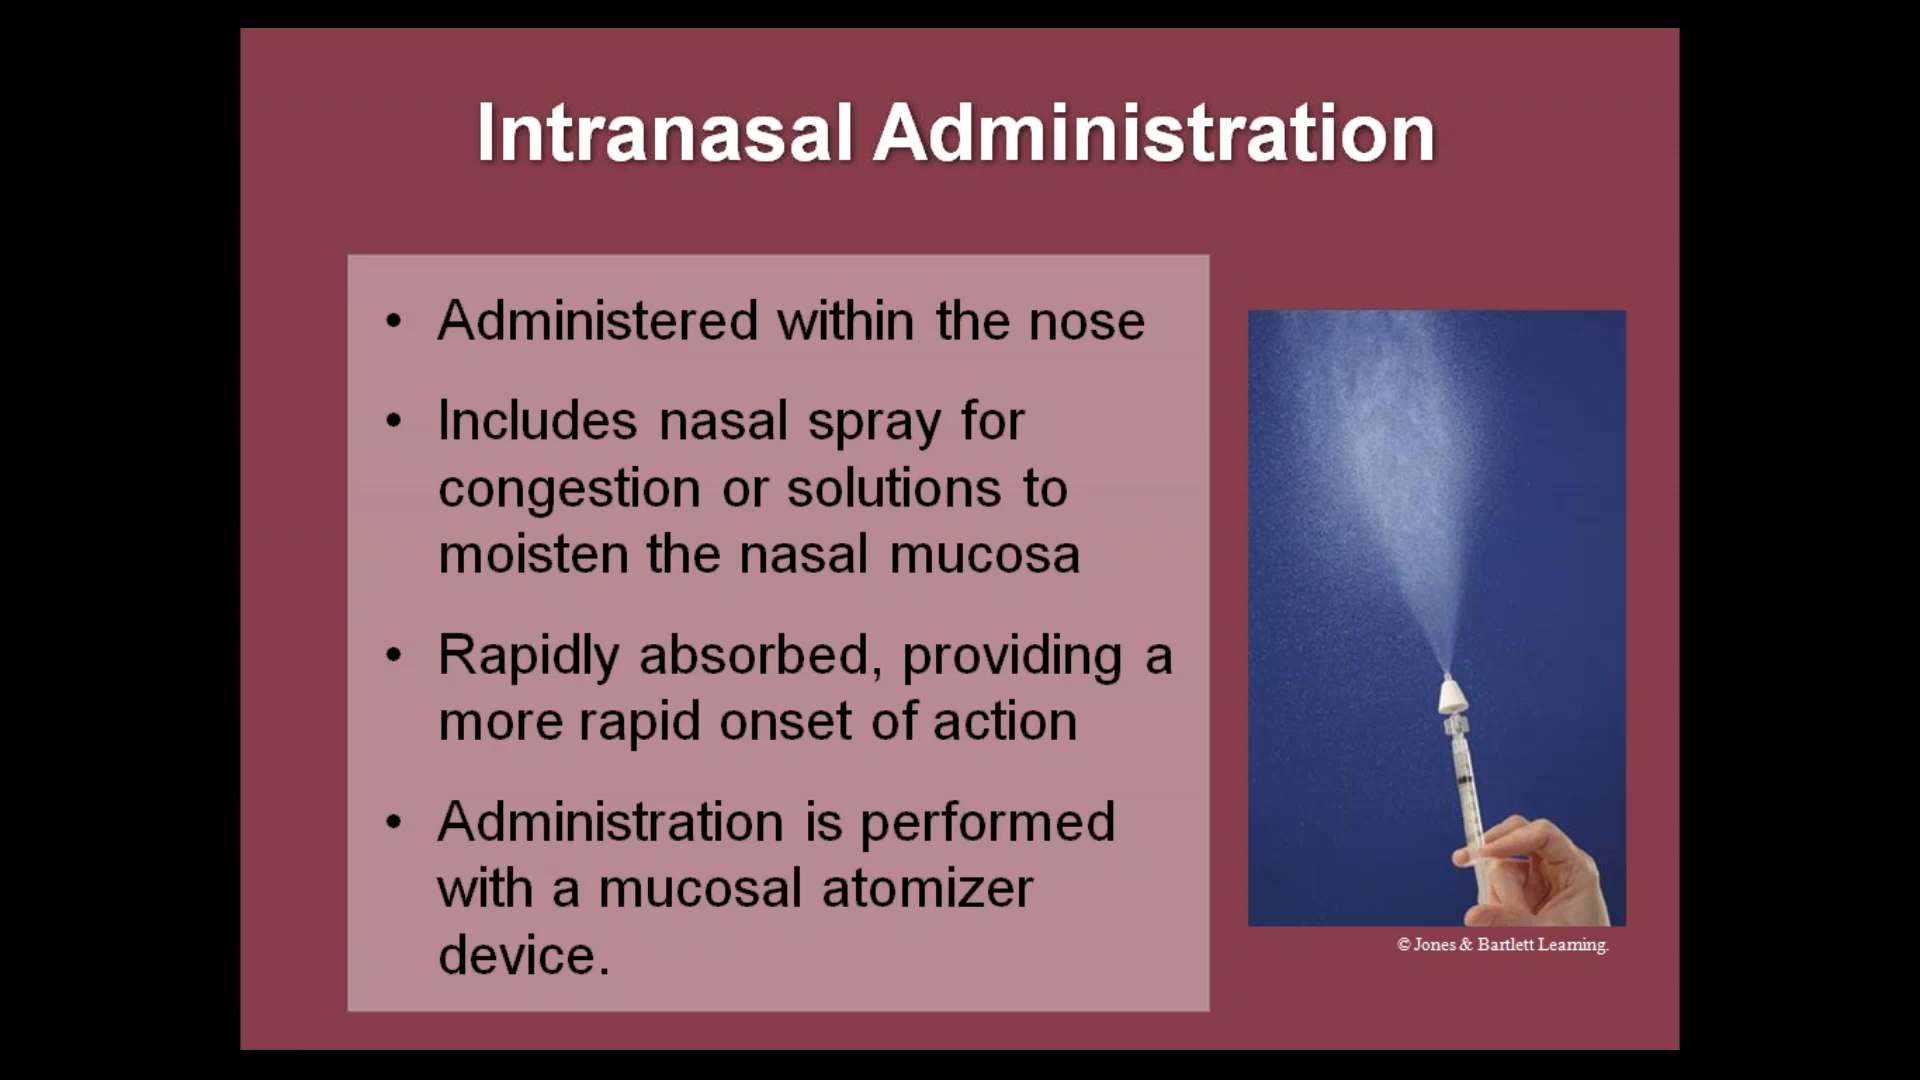 Intranasal Administration
• Administered within the nose
• Includes nasal spray for
congestion or solutions to
moisten the nasal mucosa
• Rapidly absorbed, providing a
more rapid onset of action
• Administration is performed
with a mucosal atomizer
device.
© Jones & Bartlett Learning.